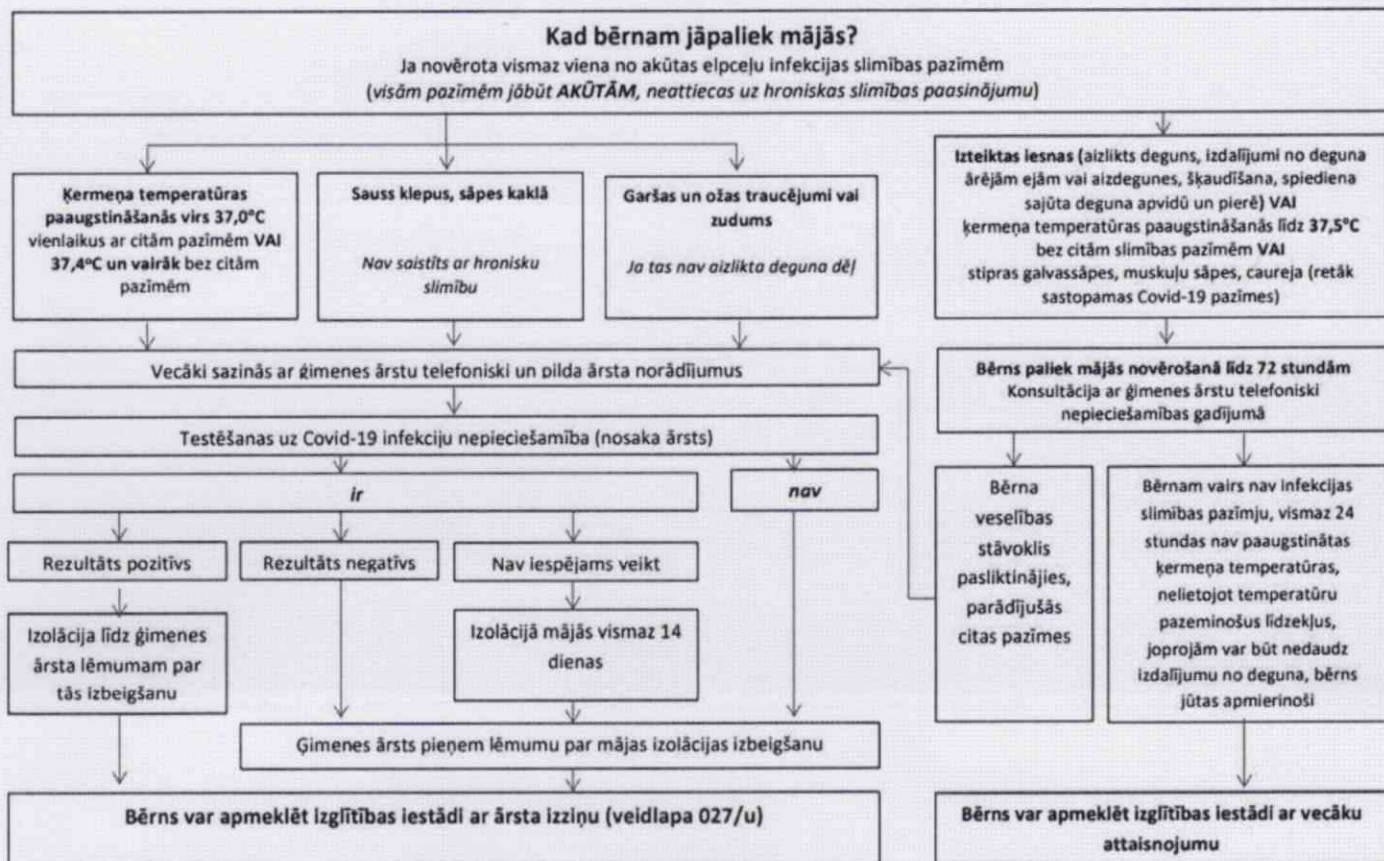 Kad bērnam jāpaliek mājās?
Ja novērota vismaz viena no akūtas elpceļu infekcijas slimības pazīmēm
(visām pazīmēm jābūt AKŪTĀM, neattiecas uz hroniskas slimības paasinājumu)
Ķermeņa temperatūras
paaugstināšanās virs 37,0°C
vienlaikus ar citām pazīmēm VAI
37,4°C un vairāk bez citām
pazīmēm
Sauss klepus, sāpes kaklā
Nav saistīts ar hronisku
slimību
Garšas un ožas traucējumi vai
zudums
Ja tas nav aizlikta deguna dēļ
Izteiktas iesnas (aizlikts deguns, izdalījumi no deguna
ārējām ejām vai aizdegunes, šķaudīšana, spiediena
sajūta deguna apvidū un pierē) VAI
ķermeņa temperatūras paaugstināšanās līdz 37,5°C
bez citām slimības pazīmēm VAI
stipras galvassāpes, muskuļu sāpes, caureja (retāk
sastopamas Covid-19 pazīmes)
Vecāki sazinās ar ģimenes ārstu telefoniski un pilda ārsta norādījumus
Bērns paliek mājās novērošanā līdz 72 stundām
Konsultācija ar ģimenes ārstu telefoniski
nepieciešamības gadījumā
Testēšanas uz Covid-19 infekciju nepieciešamība (nosaka ārsts)
ir
nav
Rezultāts pozitīvs
Rezultāts negatīvs
Nav iespējams veikt
Izolācija līdz ģimenes
ārsta lēmumam par
tās izbeigšanu
Izolācijā mājās vismaz 14
dienas
Bērna
veselības
stāvoklis
pasliktinājies,
parādījušās
citas pazīmes
Bērnam vairs nav infekcijas
slimības pazīmju, vismaz 24
stundas nav paaugstinātas
ķermeņa temperatūras,
nelietojot temperatūru
pazeminošus līdzekļus,
joprojām var būt nedaudz
izdalījumu no deguna, bērns
jūtas apmierinoši
Ģimenes ārsts pieņem lēmumu par mājas izolācijas izbeigšanu
Bērns var apmeklēt izglītības iestādi ar ārsta izziņu (veidlapa 027/u)
Bērns var apmeklēt izglītības iestādi ar vecāku
attaisnojumu